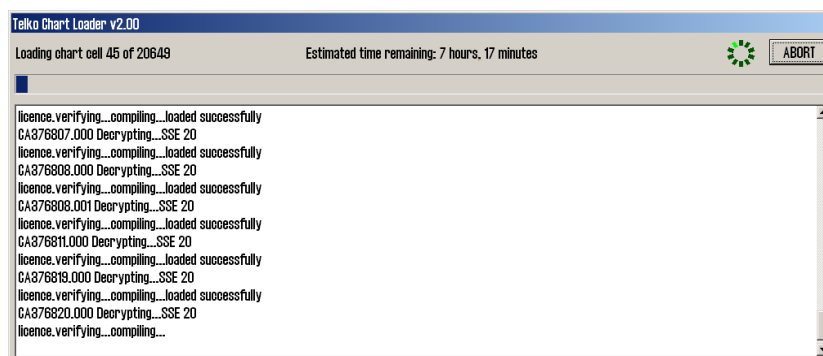 Telko Chart Loader v2.00
Loading chart cell 45 of 20649
Estimated time remaining: 7 hours, 17 minutes
ABORT
licence.verifying...compiling...loaded successfully
CA376807.000 Decrypting...SSE 20
licence.verifying...compiling...loaded successfully
CA376808.000 Decrypting...SSE 20
licence.verifying...compiling...loaded successfully
CA376808.001 Decrypting...SSE 20
licence.verifying...compiling...loaded successfully
CA376811.000 Decrypting...SSE 20
licence.verifying...compiling...loaded successfully
CA376819.000 Decrypting...SSE 20
licence.verifying...compiling...loaded successfully
CA376820.000 Decrypting...SSE 20
licence.verifying...compiling...